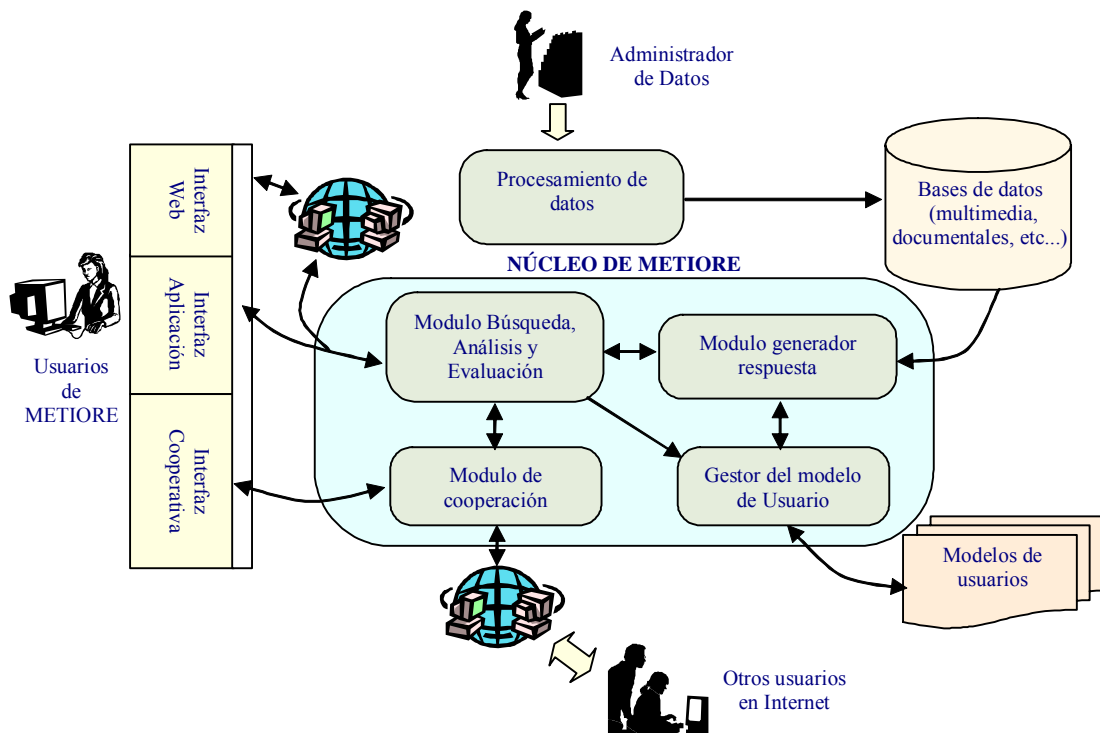 Administrador
de Datos
Procesamiento de
datos
Bases de datos
(multimedia,
documentales, etc...)
Interfaz
Web
Interfaz
Aplicación
Interfaz
Cooperativa
Usuarios
de
METIORE
NÚCLEO DE METIORE
Modulo Búsqueda,
Análisis y
Evaluación
Modulo generador
respuesta
Modulo de
cooperación
Gestor del modelo
de Usuario
Modelos de
usuarios
Otros usuarios
en Internet